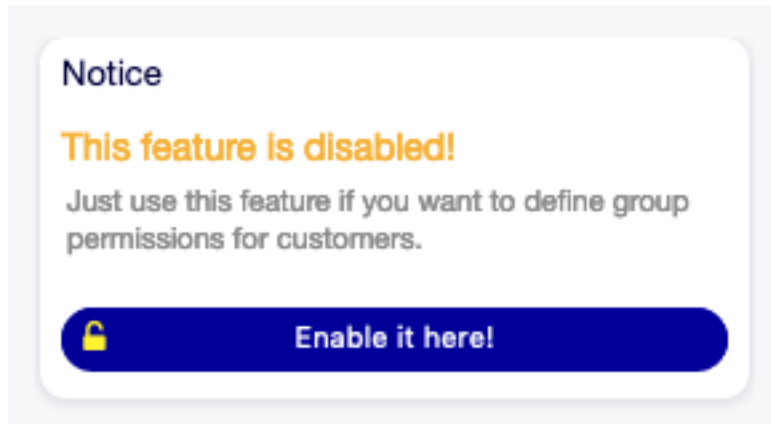 Notice
This feature is disabled!
Just use this feature if you want to define group
permissions for customers.
Enable it here!